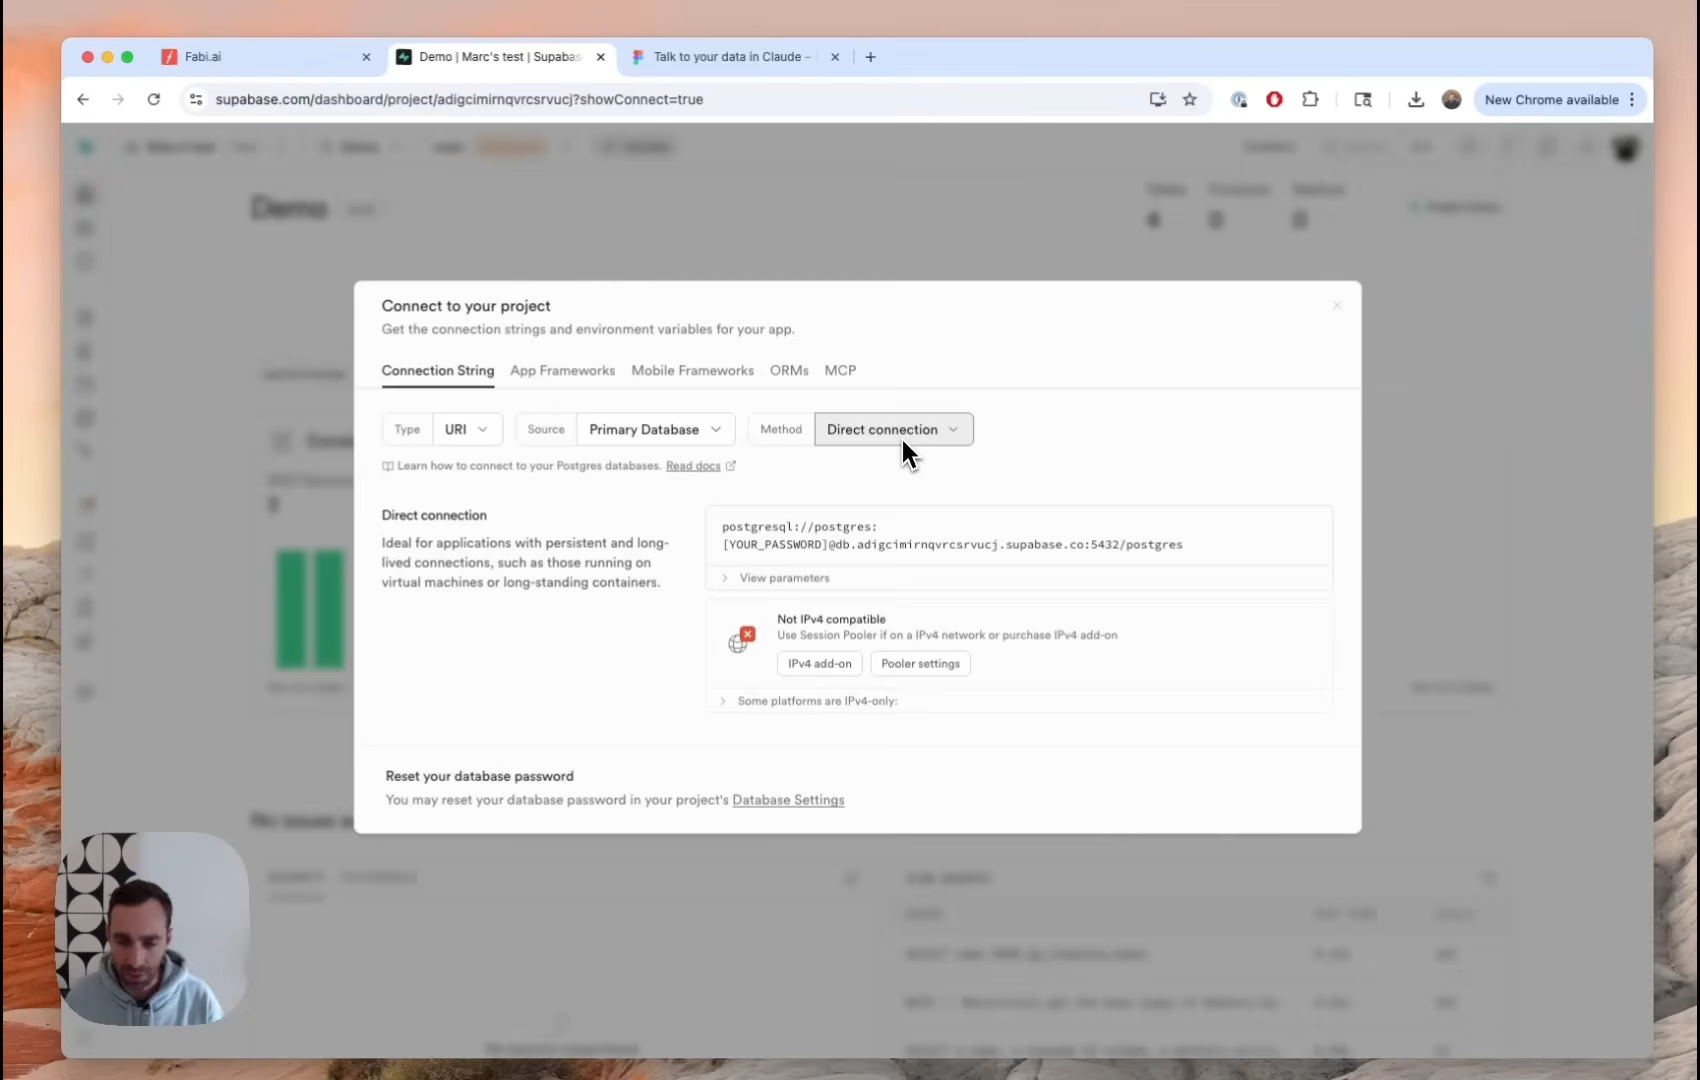 Fabi.ai
Demo | Marc's test | Supabas
Talk to your data in Claude –
supabase.com/dashboard/project/adigcimirnqvrcsrvucj?showConnect=true
New Chrome available
Demo
Connect to your project
Get the connection strings and environment variables for your app.
Connection String App Frameworks Mobile Frameworks ORMs MCP
Type URI Source Primary Database Method Direct connection
Learn how to connect to your Postgres databases. Read docs
Direct connection
Ideal for applications with persistent and long-
lived connections, such as those running on
virtual machines or long-standing containers.
postgresql://postgres:
[YOUR_PASSWORD]@db.adigcimirnqvrcsrvucj.supabase.co:5432/postgres
View parameters
Not IPv4 compatible
Use Session Pooler if on a IPv4 network or purchase IPv4 add-on
IPv4 add-on Pooler settings
Some platforms are IPv4-only:
Reset your database password
You may reset your database password in your project's Database Settings